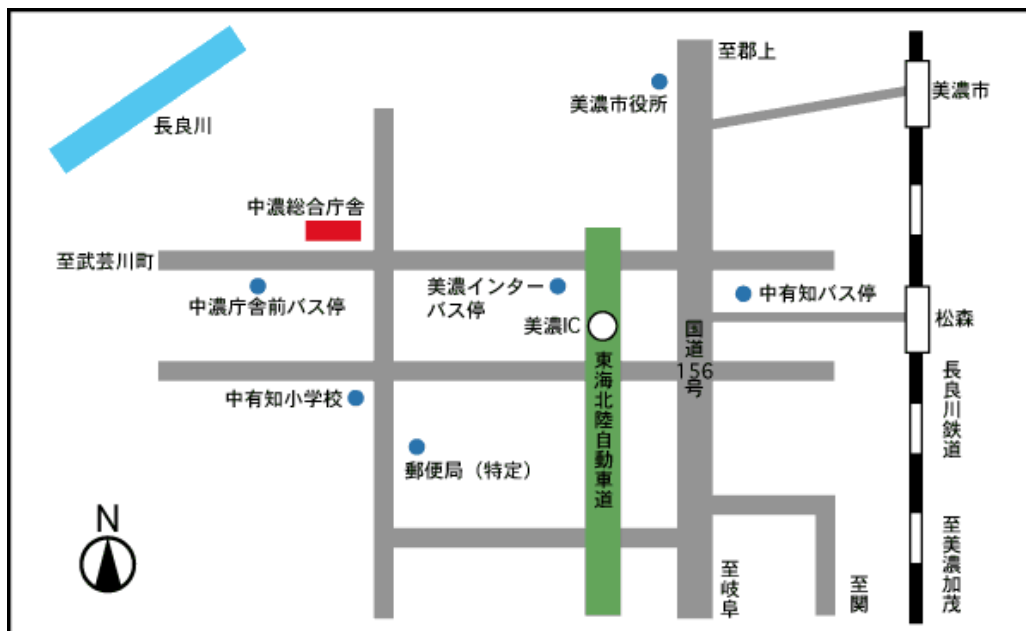 至郡上
美濃市役所
美濃市
長良川
中濃総合庁舎
至武芸川町
中濃庁舎前バス停
美濃インター
バス停
中有知バス停
美濃IC
国道156号
松森
東海北陸自動車道
長良川鉄道
中有知小学校
郵便局（特定）
N
至岐阜
至関
至美濃加茂